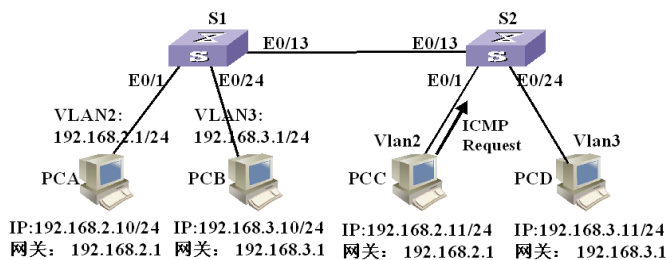 S1
S2
E0/13
E0/13
E0/1
E0/24
E0/1
E0/24
VLAN2:
192.168.2.1/24
VLAN3:
192.168.3.1/24
Vlan2
ICMP
Request
Vlan3
PCA
PCB
PCC
PCD
IP:192.168.2.10/24
网关： 192.168.2.1
IP:192.168.3.10/24
网关： 192.168.3.1
IP:192.168.2.11/24
网关： 192.168.2.1
IP:192.168.3.11/24
网关： 192.168.3.1